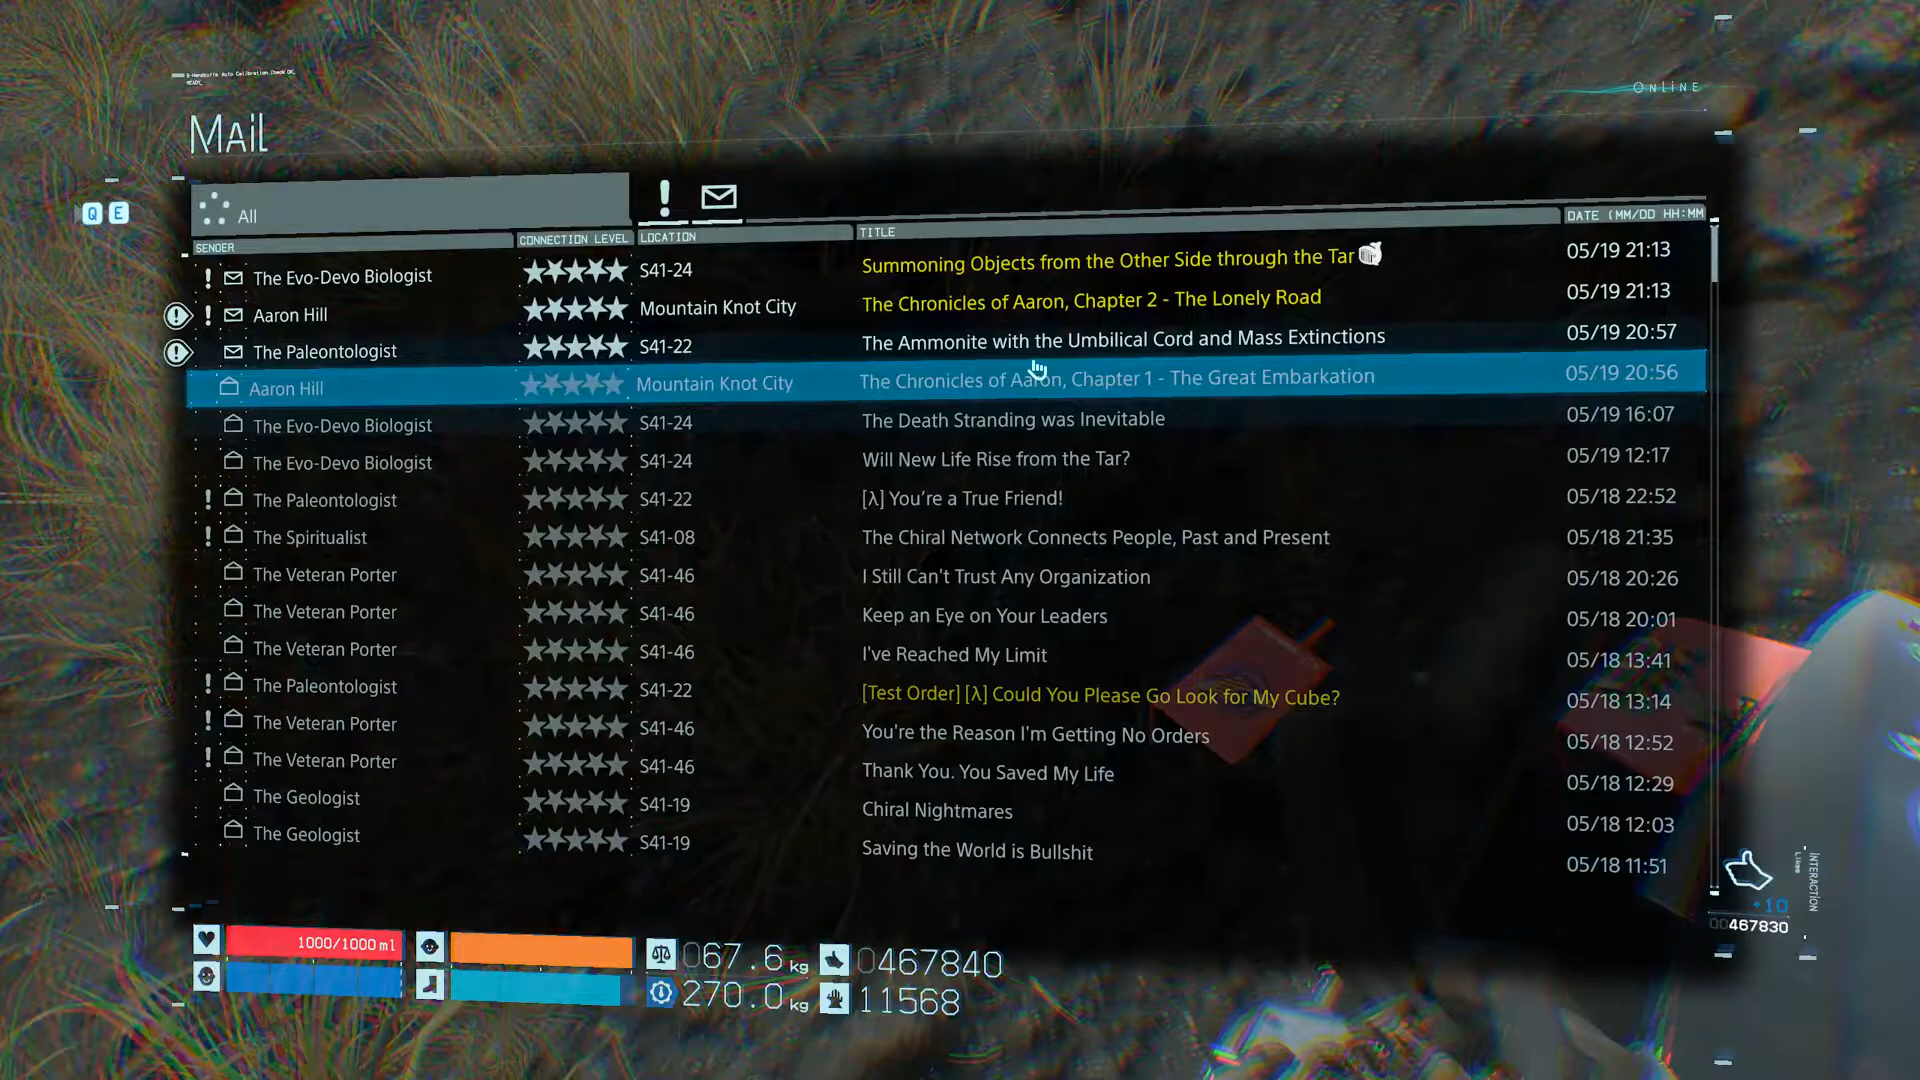 B-Handcuffs Auto Calibration Check OK.
READY.
ONLINE
MAIL
Q E
All
SENDER CONNECTION LEVEL LOCATION TITLE DATE (MM/DD HH:MM
The Evo-Devo Biologist S41-24 Summoning Objects from the Other Side through the Tar 05/19 21:13
Aaron Hill Mountain Knot City The Chronicles of Aaron, Chapter 2 - The Lonely Road 05/19 21:13
The Paleontologist S41-22 The Ammonite with the Umbilical Cord and Mass Extinctions 05/19 20:57
Aaron Hill Mountain Knot City The Chronicles of Aaron, Chapter 1 - The Great Embarkation 05/19 20:56
The Evo-Devo Biologist S41-24 The Death Stranding was Inevitable 05/19 16:07
The Evo-Devo Biologist S41-24 Will New Life Rise from the Tar? 05/19 12:17
The Paleontologist S41-22 [λ] You're a True Friend! 05/18 22:52
The Spiritualist S41-08 The Chiral Network Connects People, Past and Present 05/18 21:35
The Veteran Porter S41-46 I Still Can't Trust Any Organization 05/18 20:26
The Veteran Porter S41-46 Keep an Eye on Your Leaders 05/18 20:01
The Veteran Porter S41-46 I've Reached My Limit 05/18 13:41
The Paleontologist S41-22 [Test Order] [λ] Could You Please Go Look for My Cube? 05/18 13:14
The Veteran Porter S41-46 You're the Reason I'm Getting No Orders 05/18 12:52
The Veteran Porter S41-46 Thank You. You Saved My Life 05/18 12:29
The Geologist S41-19 Chiral Nightmares 05/18 12:03
The Geologist S41-19 Saving the World is Bullshit 05/18 11:51
INTERACTION
Likes
+10
00467830
1000/1000 ml
067.6 kg 0467840
270.0 kg 11568